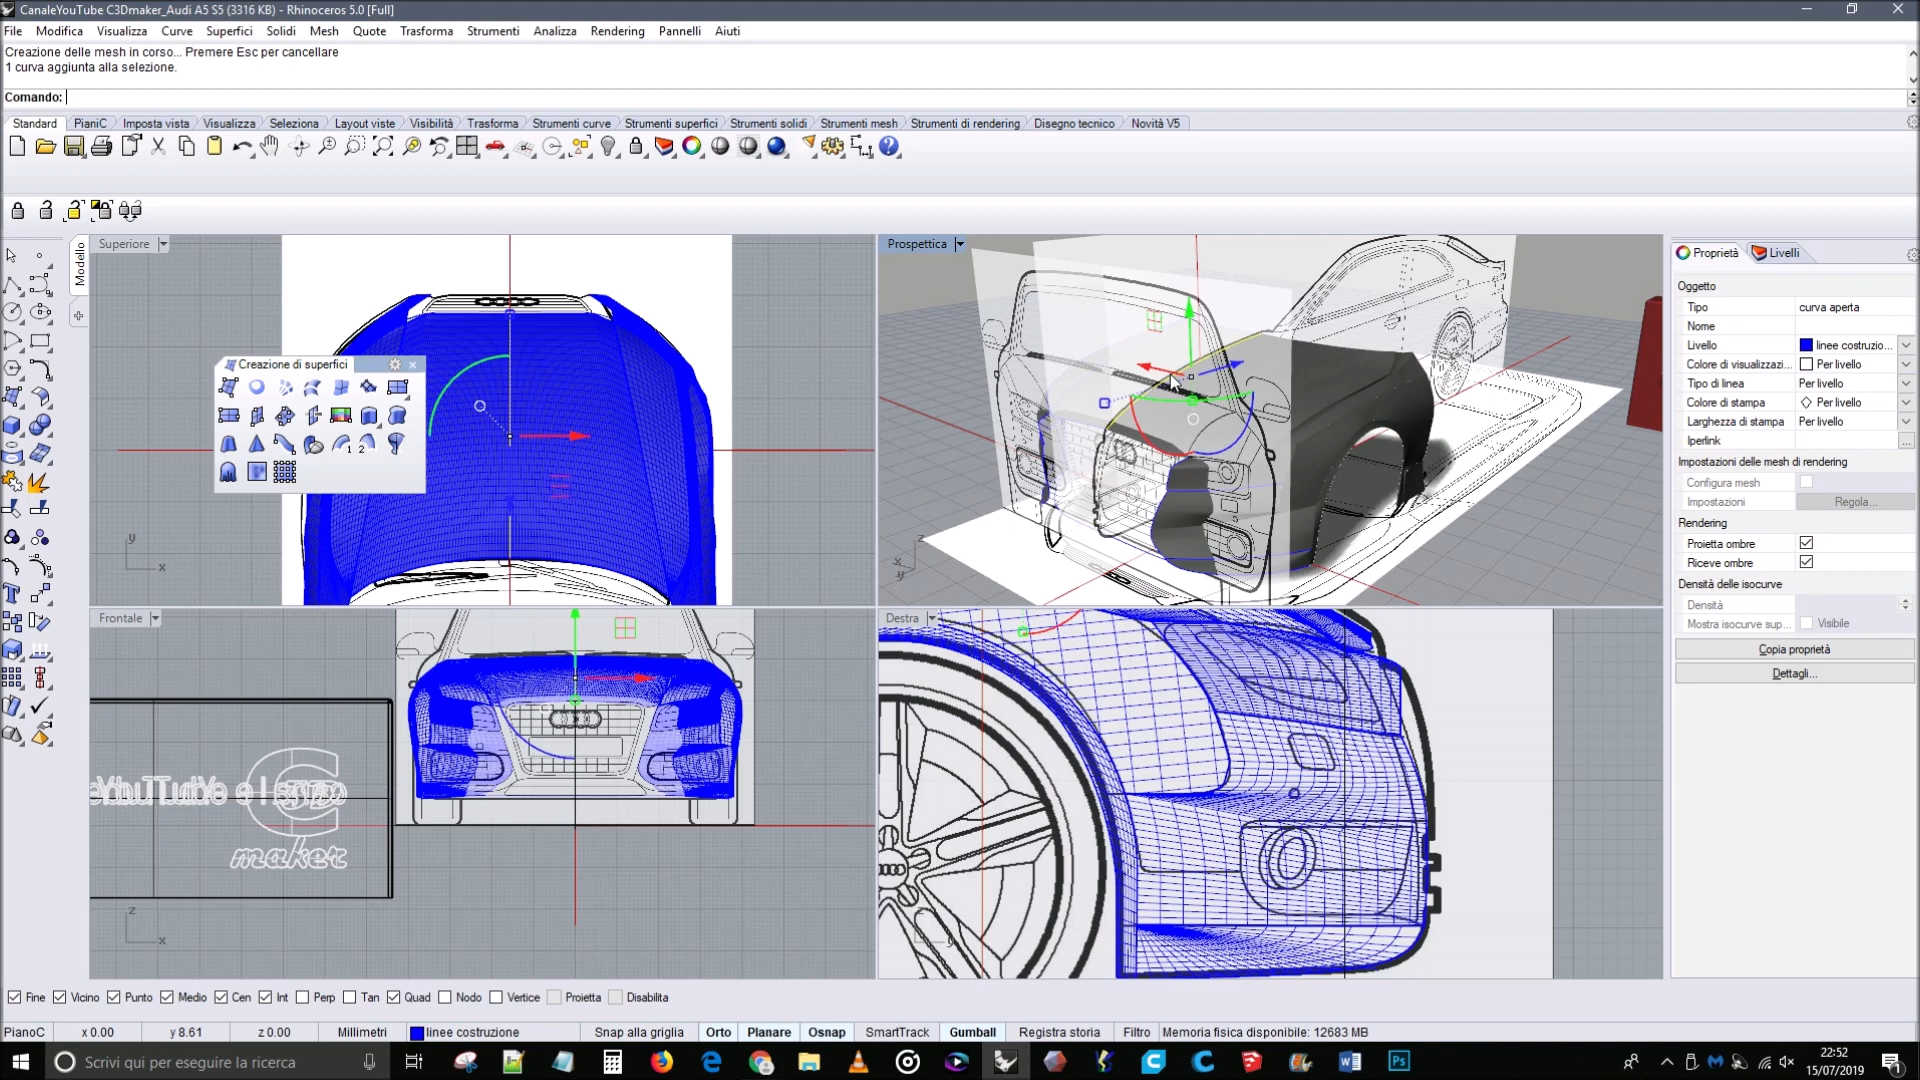 CanaleYouTube C3Dmaker_Audi A5 S5 (3316 KB) - Rhinoceros 5.0 [Full]
File Modifica Visualizza Curve Superfici Solidi Mesh Quote Trasforma Strumenti Analizza Rendering Pannelli Aiuti
Creazione delle mesh in corso... Premere Esc per cancellare
1 curva aggiunta alla selezione.
Comando:
Standard PianiC Imposta vista Visualizza Seleziona Layout viste Visibilità Trasforma Strumenti curve Strumenti superfici Strumenti solidi Strumenti mesh Strumenti di rendering Disegno tecnico Novità V5
Modello
Superiore
Prospettica
Creazione di superfici
1 2
y
x
z
x
y
Frontale
Destra
maker
z
x
y
Proprietà Livelli
Oggetto
Tipo curva aperta
Nome
Livello linee costruzio...
Colore di visualizzazi... Per livello
Tipo di linea Per livello
Colore di stampa Per livello
Larghezza di stampa Per livello
Iperlink ...
Impostazioni delle mesh di rendering
Configura mesh
Impostazioni Regola...
Rendering
Proietta ombre
Riceve ombre
Densità delle isocurve
Densità
Mostra isocurve sup... Visibile
Copia proprietà
Dettagli...
Fine Vicino Punto Medio Cen Int Perp Tan Quad Nodo Vertice Proietta Disabilita
PianoC x 0.00 y 8.61 z 0.00 Millimetri linee costruzione Snap alla griglia Orto Planare Osnap SmartTrack Gumball Registra storia Filtro Memoria fisica disponibile: 12683 MB
Scrivi qui per eseguire la ricerca
Ps
22:52
15/07/2019
1